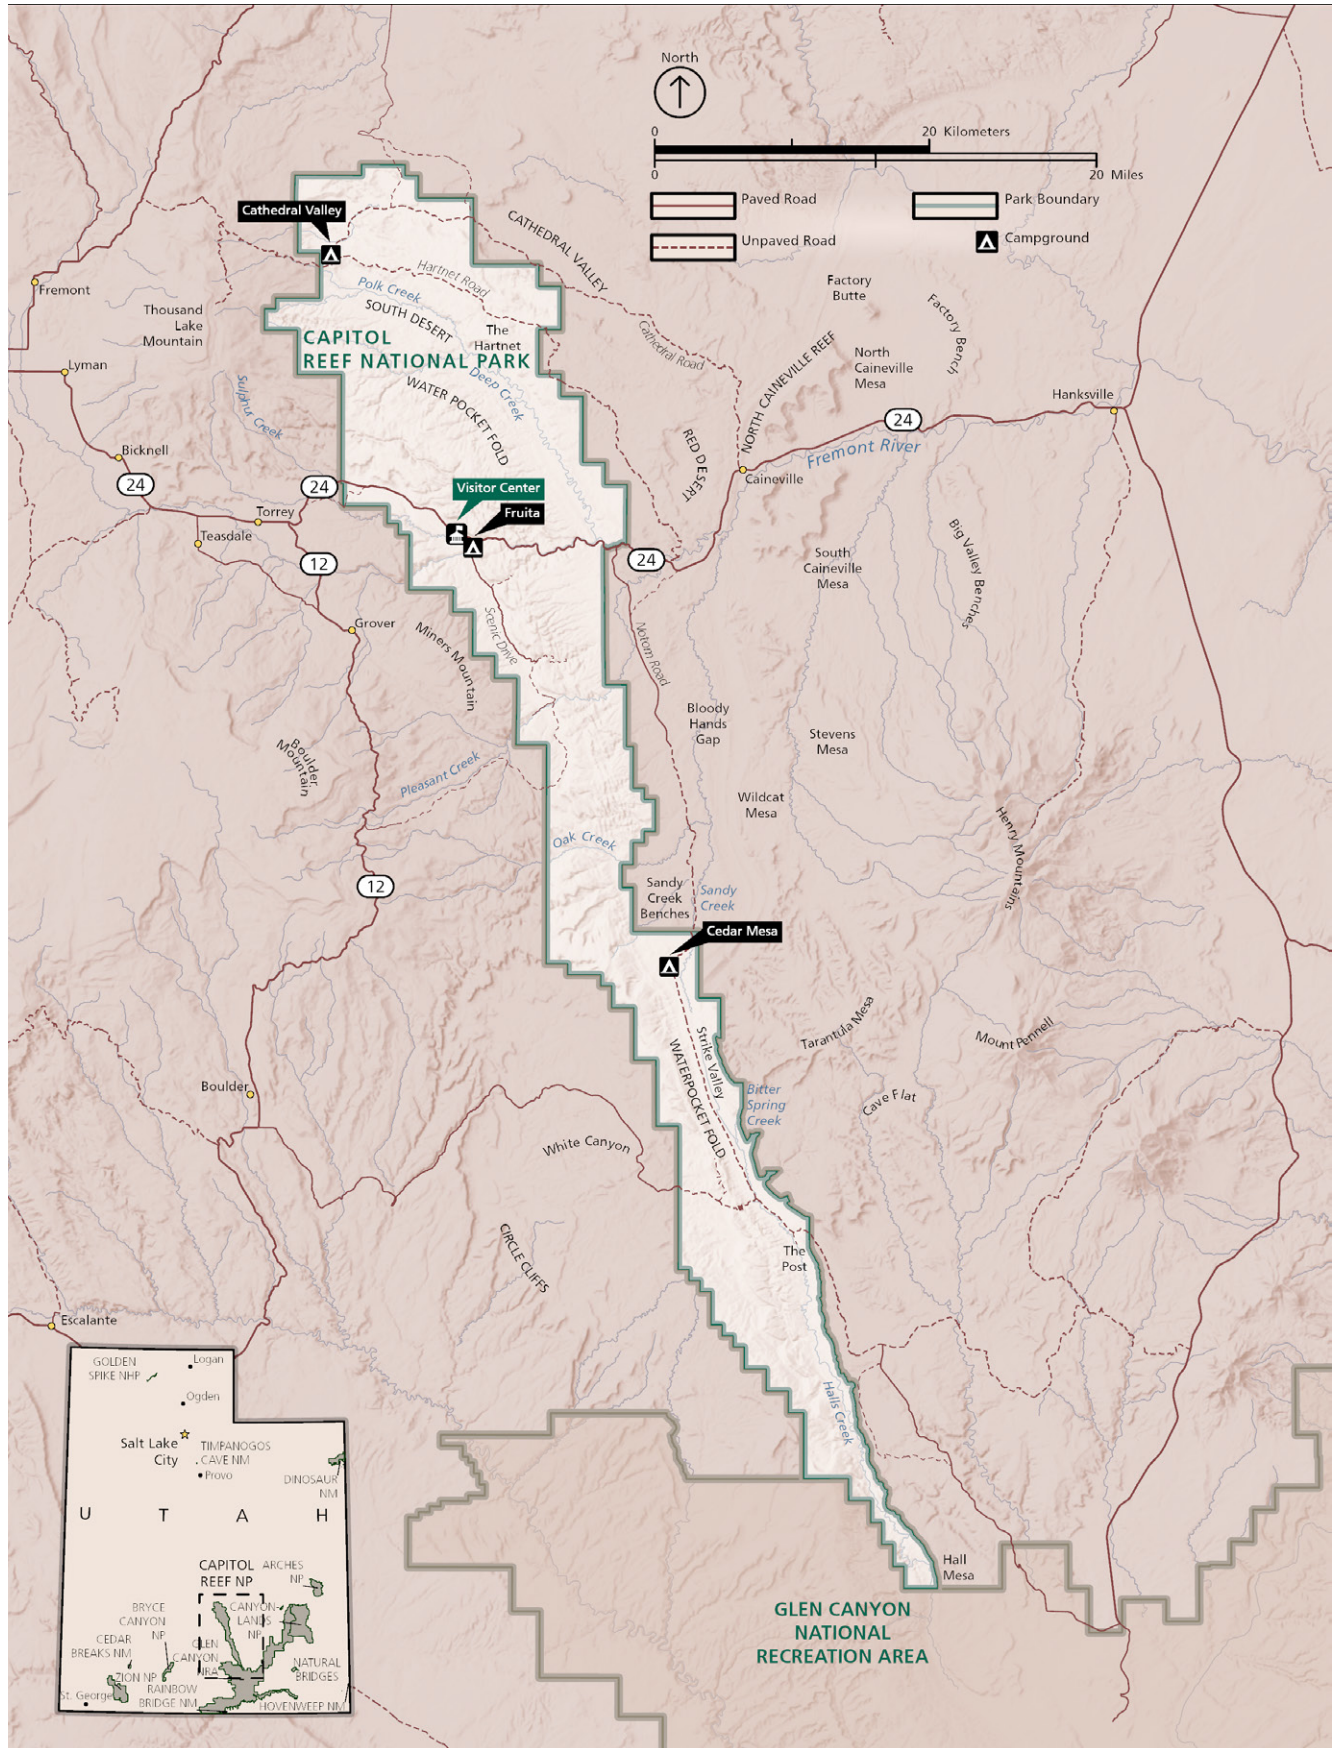 North
0
20 Kilometers
0
20 Miles
Paved Road
Park Boundary
Unpaved Road
Campground
Cathedral Valley
CATHEDRAL VALLEY
Hartnet Road
Polk Creek
SOUTH DESERT
The
Hartnet
CAPITOL
REEF NATIONAL PARK
Cathedral Road
Fremont
Thousand
Lake
Mountain
Factory
Butte
Factory Bench
Lyman
Sulphur Creek
Deep Creek
WATER POCKET FOLD
North
Caineville
Mesa
NORTH CAINEVILLE REEF
Hanksville
24
Fremont River
RED DESERT
Caineville
Bicknell
24
24
Visitor Center
Fruita
Torrey
Teasdale
12
24
South
Caineville
Mesa
Big Valley Benches
Grover
Miners Mountain
Scenic Drive
Notom Road
Bloody
Hands
Gap
Stevens
Mesa
Boulder
Mountain
Pleasant Creek
Wildcat
Mesa
Henry Mountains
Oak Creek
12
Sandy
Creek
Benches
Sandy
Creek
Cedar Mesa
Tarantula Mesa
Mount Pennell
Strike Valley
WATERPOCKET FOLD
Bitter
Spring
Creek
Cave Flat
Boulder
White Canyon
CIRCLE CLIFFS
The
Post
Escalante
Halls Creek
Hall
Mesa
GLEN CANYON
NATIONAL
RECREATION AREA
GOLDEN
SPIKE NHP
Logan
Ogden
Salt Lake
City
TIMPANOGOS
CAVE NM
Provo
DINOSAUR
NM
U T A H
CAPITOL
REEF NP
ARCHES
NP
BRYCE
CANYON
NP
CANYON-
LANDS
NP
CEDAR
BREAKS NM
GLEN
CANYON
NRA
NATURAL
BRIDGES
ZION NP
RAINBOW
BRIDGE NM
St. George
HOVENWEEP NM